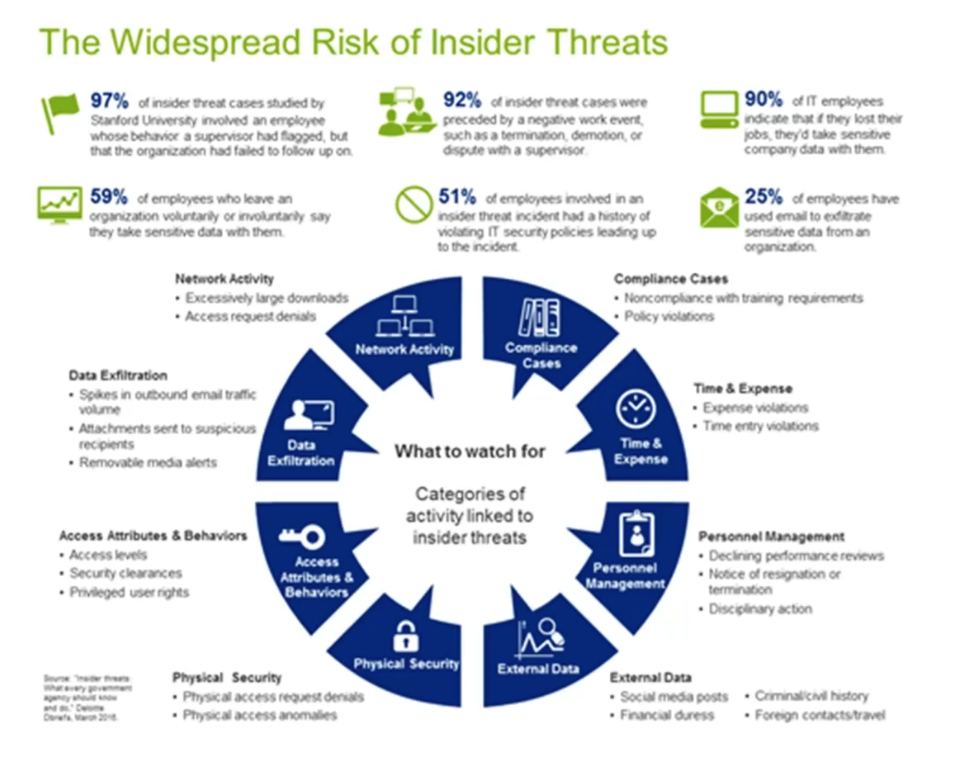 The Widespread Risk of Insider Threats
97% of insider threat cases studied by
Stanford University involved an employee
whose behavior a supervisor had flagged, but
that the organization had failed to follow up on.
92% of insider threat cases were
preceded by a negative work event,
such as a termination, demotion, or
dispute with a supervisor.
90% of IT employees
indicate that if they lost their
jobs, they'd take sensitive
company data with them.
59% of employees who leave an
organization voluntarily or involuntarily say
they take sensitive data with them.
51% of employees involved in an
insider threat incident had a history of
violating IT security policies leading up
to the incident.
e
25% of employees have
used email to exfiltrate
sensitive data from an
organization.
Network Activity
• Excessively large downloads
• Access request denials
Compliance Cases
• Noncompliance with training requirements
• Policy violations
Network Activity
Compliance
Cases
Data Exfiltration
• Spikes in outbound email traffic
volume
• Attachments sent to suspicious
recipients
• Removable media alerts
Data
Exfiltration
Time &
Expense
Time & Expense
• Expense violations
• Time entry violations
What to watch for
Categories of
activity linked to
insider threats
Access Attributes & Behaviors
• Access levels
• Security clearances
• Privileged user rights
Access
Attributes &
Behaviors
Personnel
Management
Personnel Management
• Declining performance reviews
• Notice of resignation or
termination
• Disciplinary action
Physical Security
External Data
Source: "Insider threats:
What every government
agency should know
and do," Deloitte
Dbriefs, March 2016.
Physical Security
• Physical access request denials
• Physical access anomalies
External Data
• Social media posts
• Financial duress
• Criminal/civil history
• Foreign contacts/travel